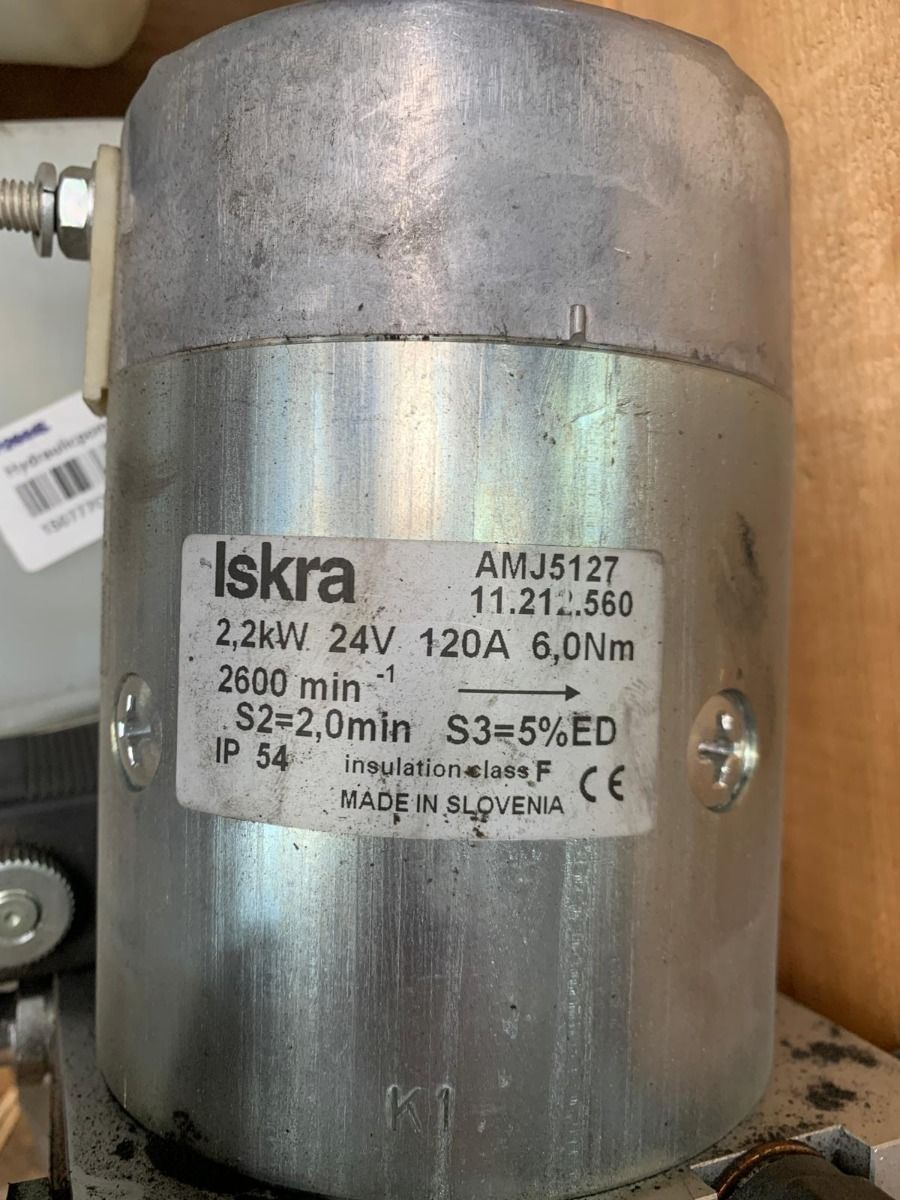 Iskra
AMJ5127
11.212.560
2,2kW 24V 120A 6,0Nm
2600 min -1
S2=2,0min S3=5%ED
IP 54
insulation class F CE
MADE IN SLOVENIA
K1